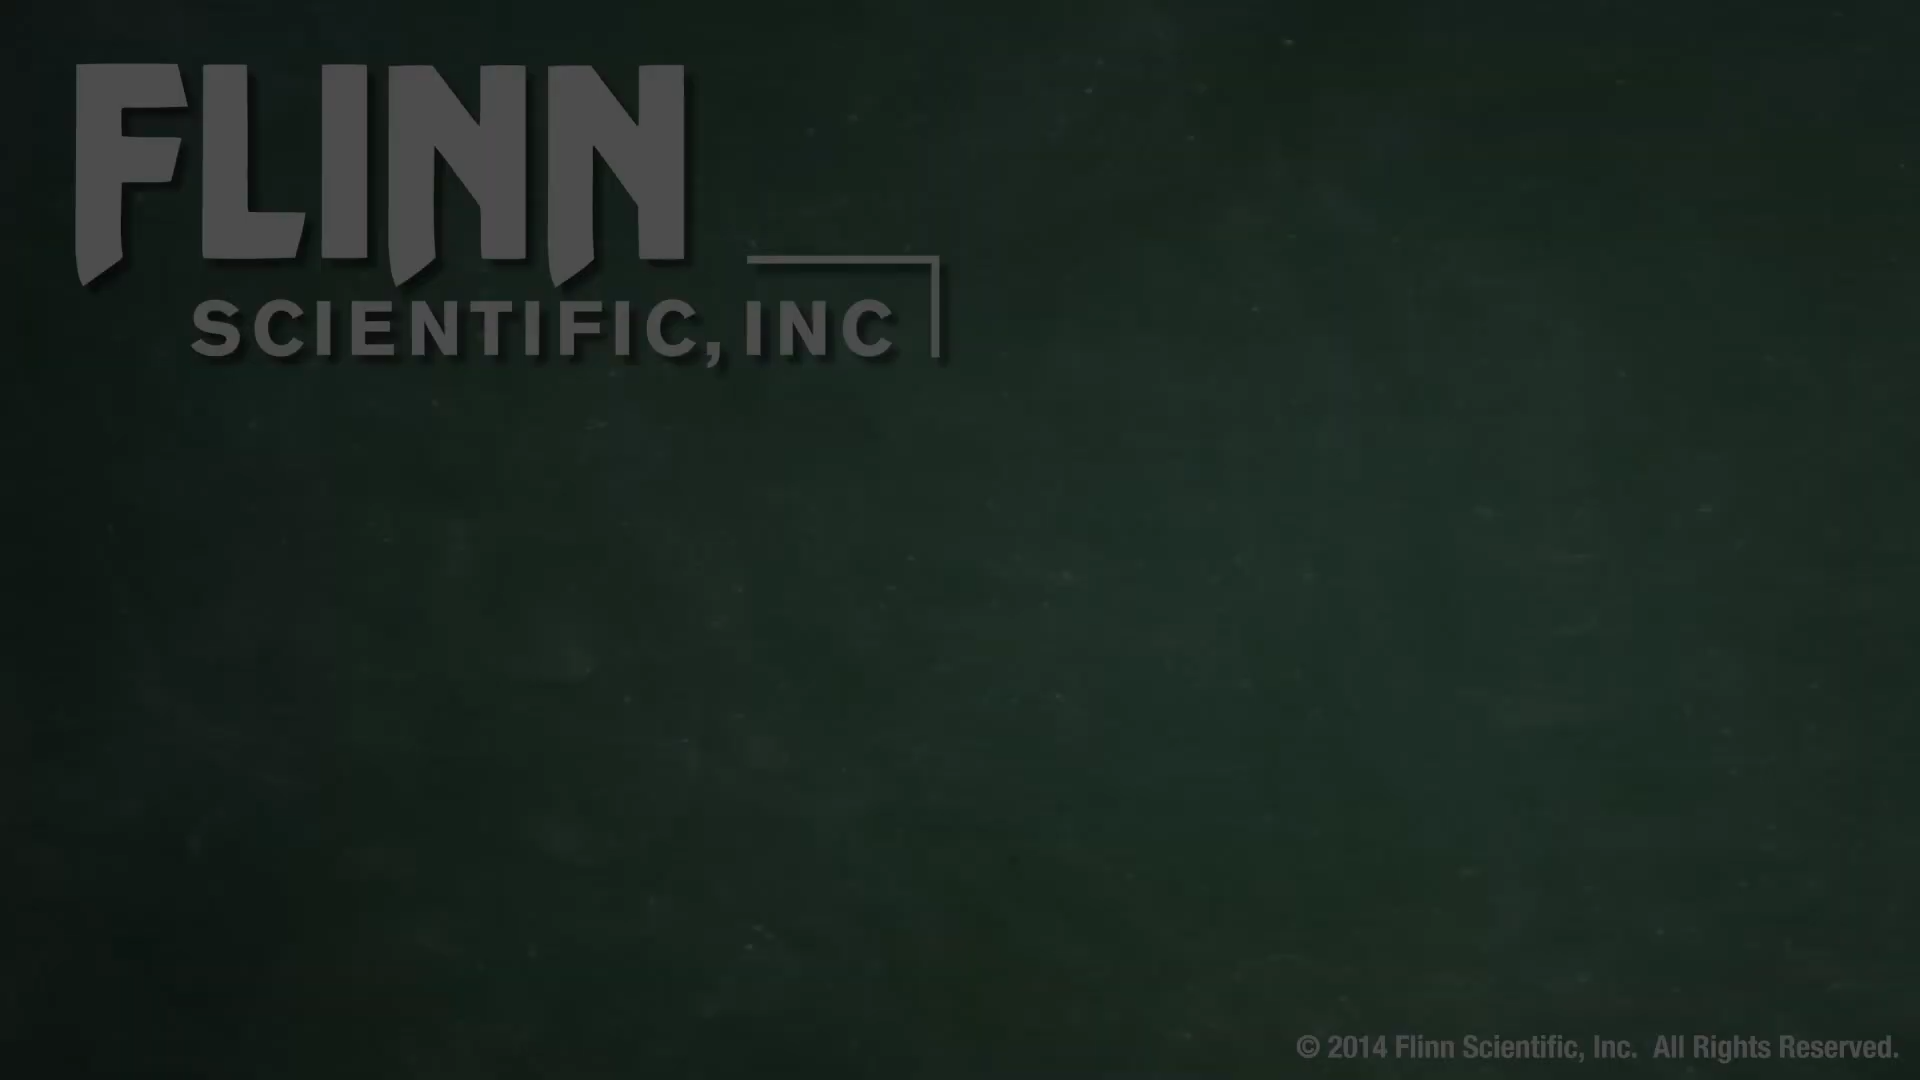 FLINN
SCIENTIFIC, INC
© 2014 Flinn Scientific, Inc. All Rights Reserved.